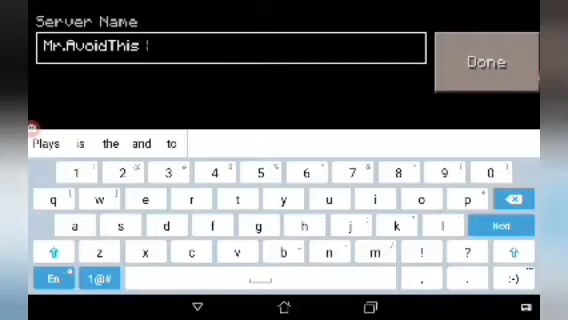 Server Name
Mr.AvoidThis
Done
Plays is the and to
1 2 3 4 5 6 7 8 9 0
q w e r t y u i o p
a s d f g h j k l Next
z x c v b n m ! ?
En 1@# , . :-)